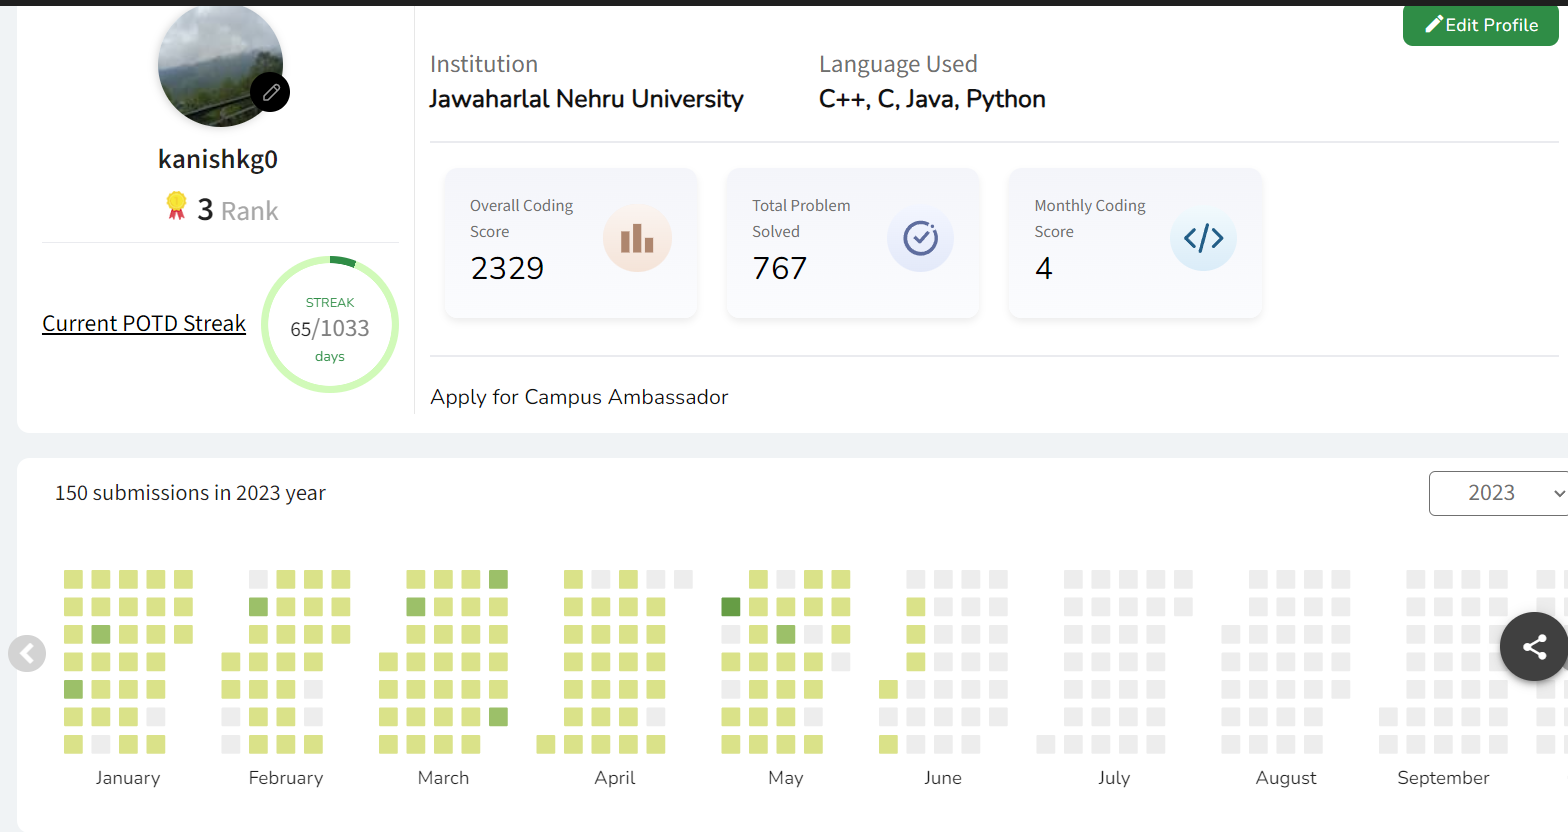 Edit Profile
Institution
Jawaharlal Nehru University
Language Used
C++, C, Java, Python
kanishkg0
3 Rank
Current POTD Streak
STREAK
65/1033
days
Overall Coding
Score
2329
Total Problem
Solved
767
Monthly Coding
Score
4
Apply for Campus Ambassador
150 submissions in 2023 year
2023
January
February
March
April
May
June
July
August
September